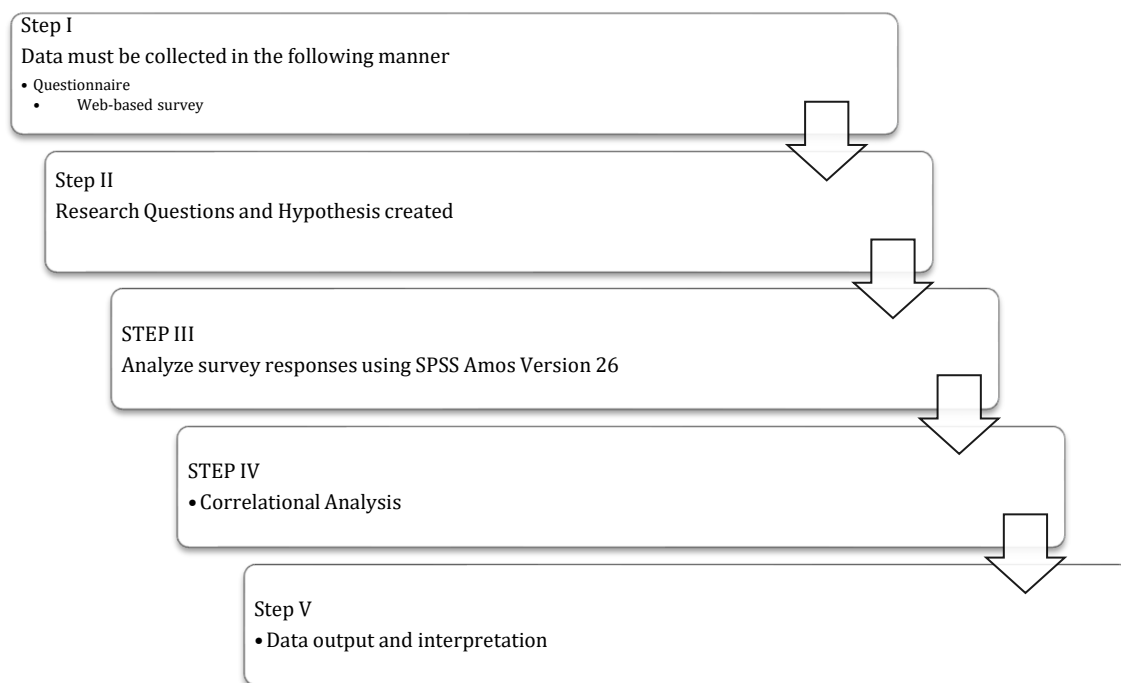 Step I
Data must be collected in the following manner
• Questionnaire
• Web-based survey
Step II
Research Questions and Hypothesis created
STEP III
Analyze survey responses using SPSS Amos Version 26
STEP IV
• Correlational Analysis
Step V
• Data output and interpretation